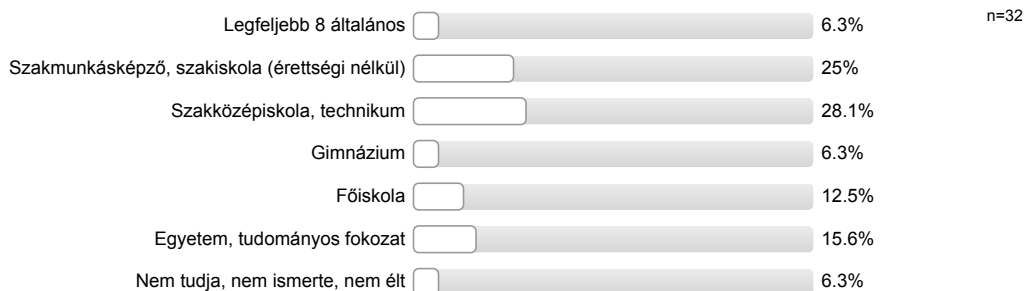 Legfeljebb 8 általános 6.3% n=32
Szakmunkásképző, szakiskola (érettségi nélkül) 25%
Szakközépiskola, technikum 28.1%
Gimnázium 6.3%
Főiskola 12.5%
Egyetem, tudományos fokozat 15.6%
Nem tudja, nem ismerte, nem élt 6.3%